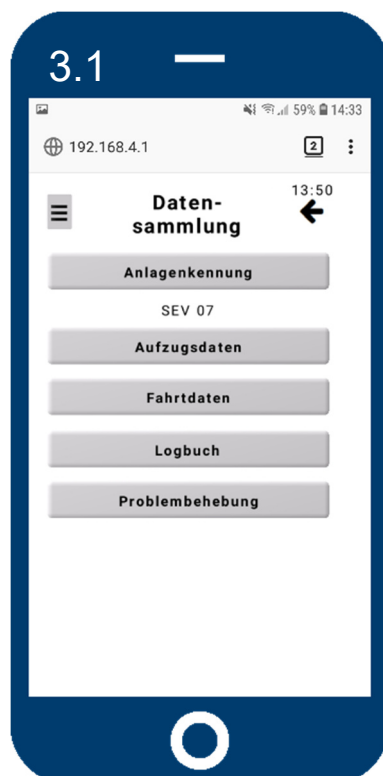 3.1
59% 14:33
192.168.4.1
2
13:50
Daten-
sammlung
Anlagenkennung
SEV 07
Aufzugsdaten
Fahrtdaten
Logbuch
Problembehebung